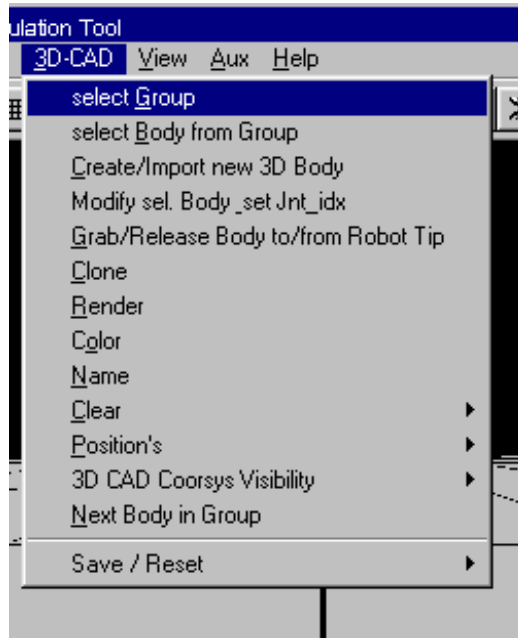 ulation Tool
3D-CAD View Aux Help
select Group
select Body from Group
Create/Import new 3D Body
Modify sel. Body _set Jnt_idx
Grab/Release Body to/from Robot Tip
Clone
Render
Color
Name
Clear
Position's
3D CAD Coorsys Visibility
Next Body in Group
Save / Reset